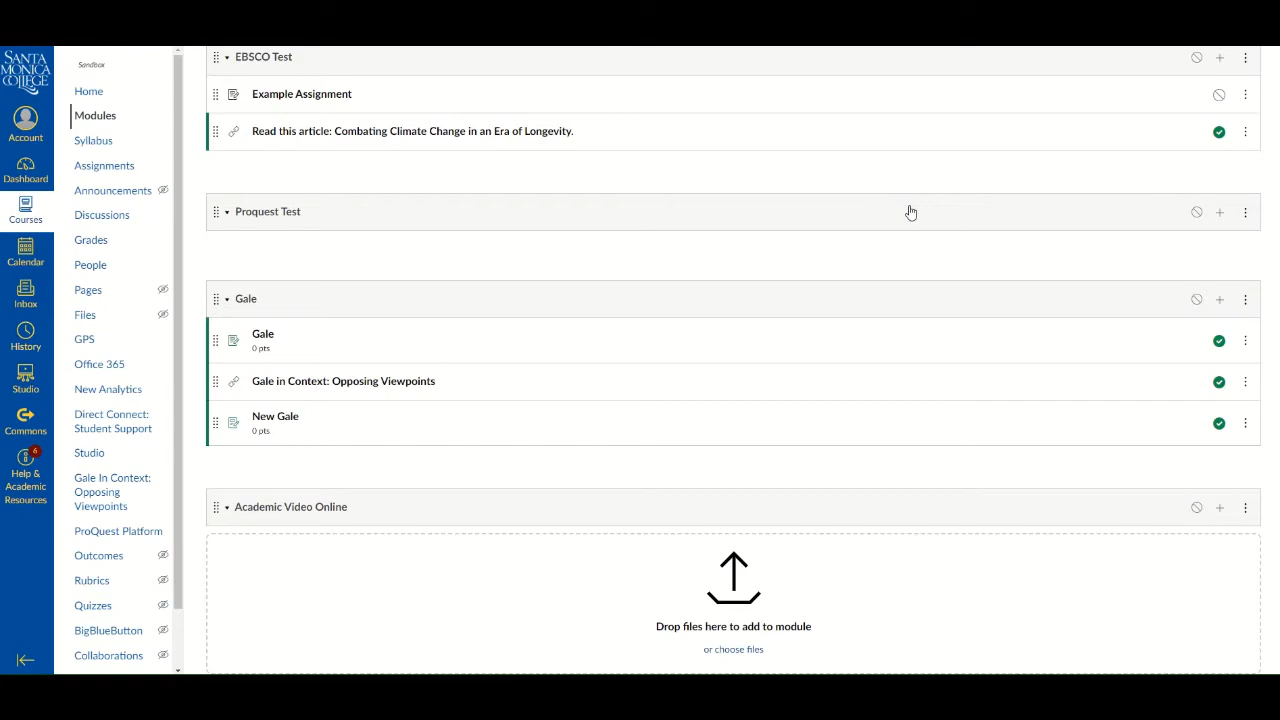 SANTA
MONICA
COLLEGE
Account
Dashboard
Courses
Calendar
Inbox
History
Studio
Commons
6
Help &
Academic
Resources
Sandbox
Home
Modules
Syllabus
Assignments
Announcements
Discussions
Grades
People
Pages
Files
GPS
Office 365
New Analytics
Direct Connect:
Student Support
Studio
Gale In Context:
Opposing
Viewpoints
ProQuest Platform
Outcomes
Rubrics
Quizzes
BigBlueButton
Collaborations
EBSCO Test
Example Assignment
Read this article: Combating Climate Change in an Era of Longevity.
Proquest Test
Gale
Gale
0 pts
Gale in Context: Opposing Viewpoints
New Gale
0 pts
Academic Video Online
Drop files here to add to module
or choose files